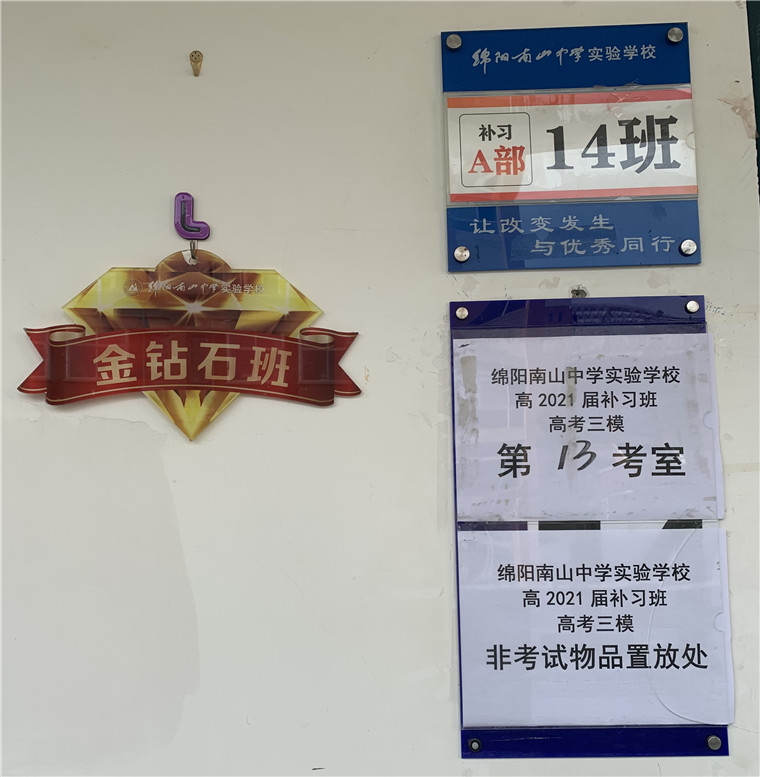 绵阳南山中学实验学校
金钻石班
绵阳南山中学实验学校
补习
A部
14班
让改变发生
与优秀同行
绵阳南山中学实验学校
高2021届补习班
高考三模
第13考室
绵阳南山中学实验学校
高2021届补习班
高考三模
非考试物品置放处